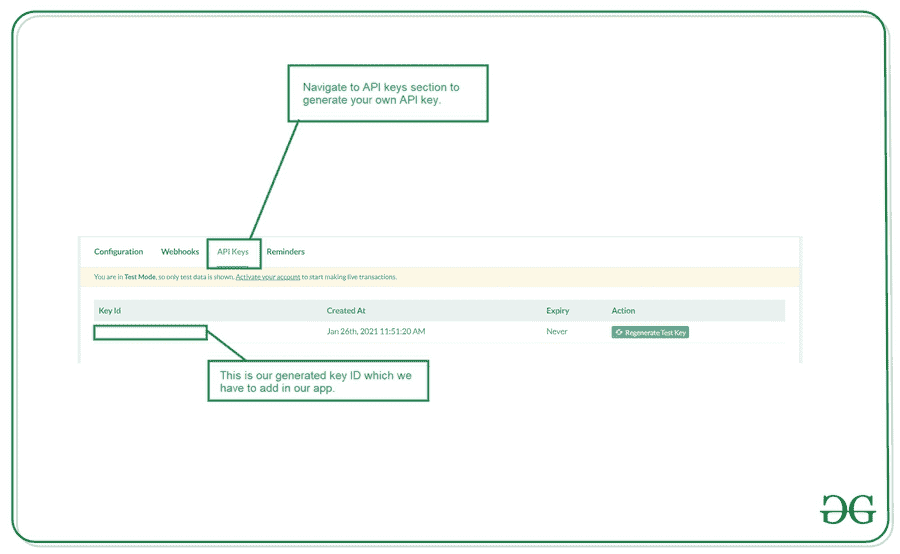 Navigate to API keys section to
generate your own API key.
Configuration Webhooks API Keys Reminders
You are in Test Mode, so only test data is shown. Activate your account to start making live transactions.
Key Id Created At Expiry Action
Jan 26th, 2021 11:51:20 AM Never Regenerate Test Key
This is our generated key ID which we
have to add in our app.